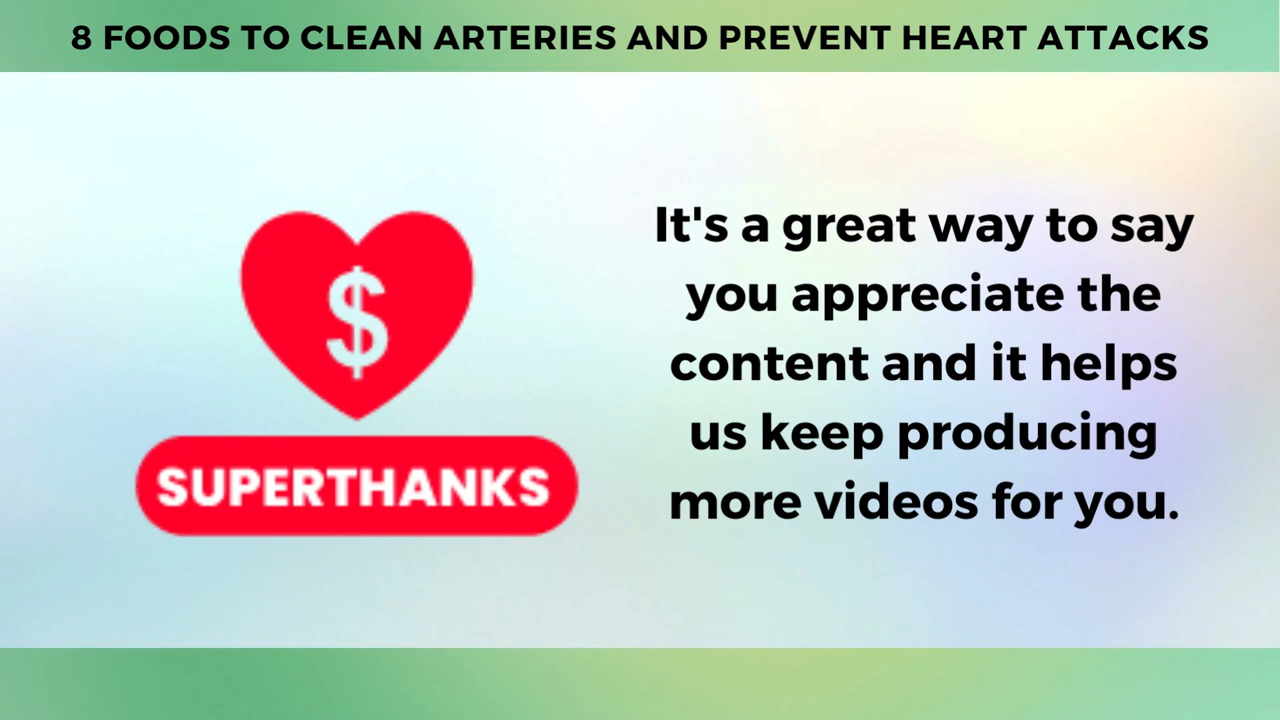 8 FOODS TO CLEAN ARTERIES AND PREVENT HEART ATTACKS
$
SUPERTHANKS
It's a great way to say
you appreciate the
content and it helps
us keep producing
more videos for you.